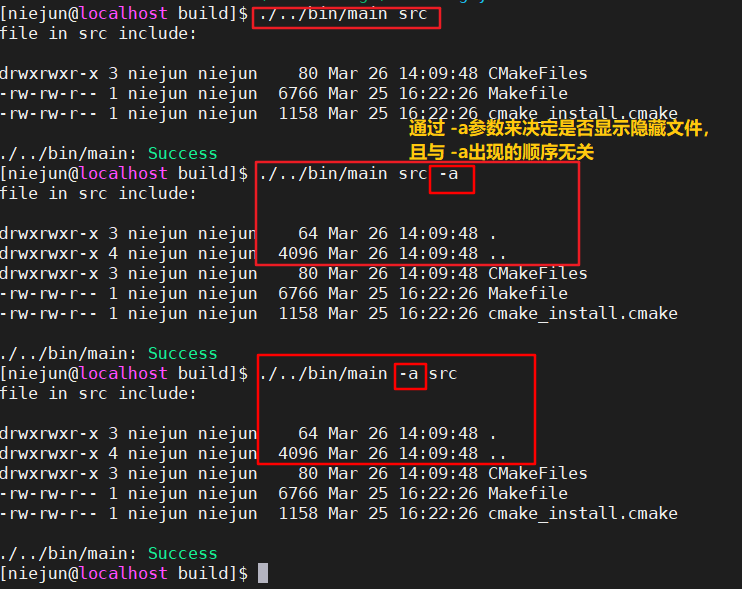 [niejun@localhost build]$ ./../bin/main src
file in src include:
drwxrwxr-x 3 niejun niejun    80 Mar 26 14:09:48 CMakeFiles
-rw-rw-r-- 1 niejun niejun  6766 Mar 25 16:22:26 Makefile
-rw-rw-r-- 1 niejun niejun  1158 Mar 25 16:22:26 cmake_install.cmake
通过 -a参数来决定是否显示隐藏文件，
且与 -a出现的顺序无关
./../bin/main: Success
[niejun@localhost build]$ ./../bin/main src -a
file in src include:
drwxrwxr-x 3 niejun niejun    64 Mar 26 14:09:48 .
drwxrwxr-x 4 niejun niejun  4096 Mar 26 14:09:48 ..
drwxrwxr-x 3 niejun niejun    80 Mar 26 14:09:48 CMakeFiles
-rw-rw-r-- 1 niejun niejun  6766 Mar 25 16:22:26 Makefile
-rw-rw-r-- 1 niejun niejun  1158 Mar 25 16:22:26 cmake_install.cmake
./../bin/main: Success
[niejun@localhost build]$ ./../bin/main -a src
file in src include:
drwxrwxr-x 3 niejun niejun    64 Mar 26 14:09:48 .
drwxrwxr-x 4 niejun niejun  4096 Mar 26 14:09:48 ..
drwxrwxr-x 3 niejun niejun    80 Mar 26 14:09:48 CMakeFiles
-rw-rw-r-- 1 niejun niejun  6766 Mar 25 16:22:26 Makefile
-rw-rw-r-- 1 niejun niejun  1158 Mar 25 16:22:26 cmake_install.cmake
./../bin/main: Success
[niejun@localhost build]$